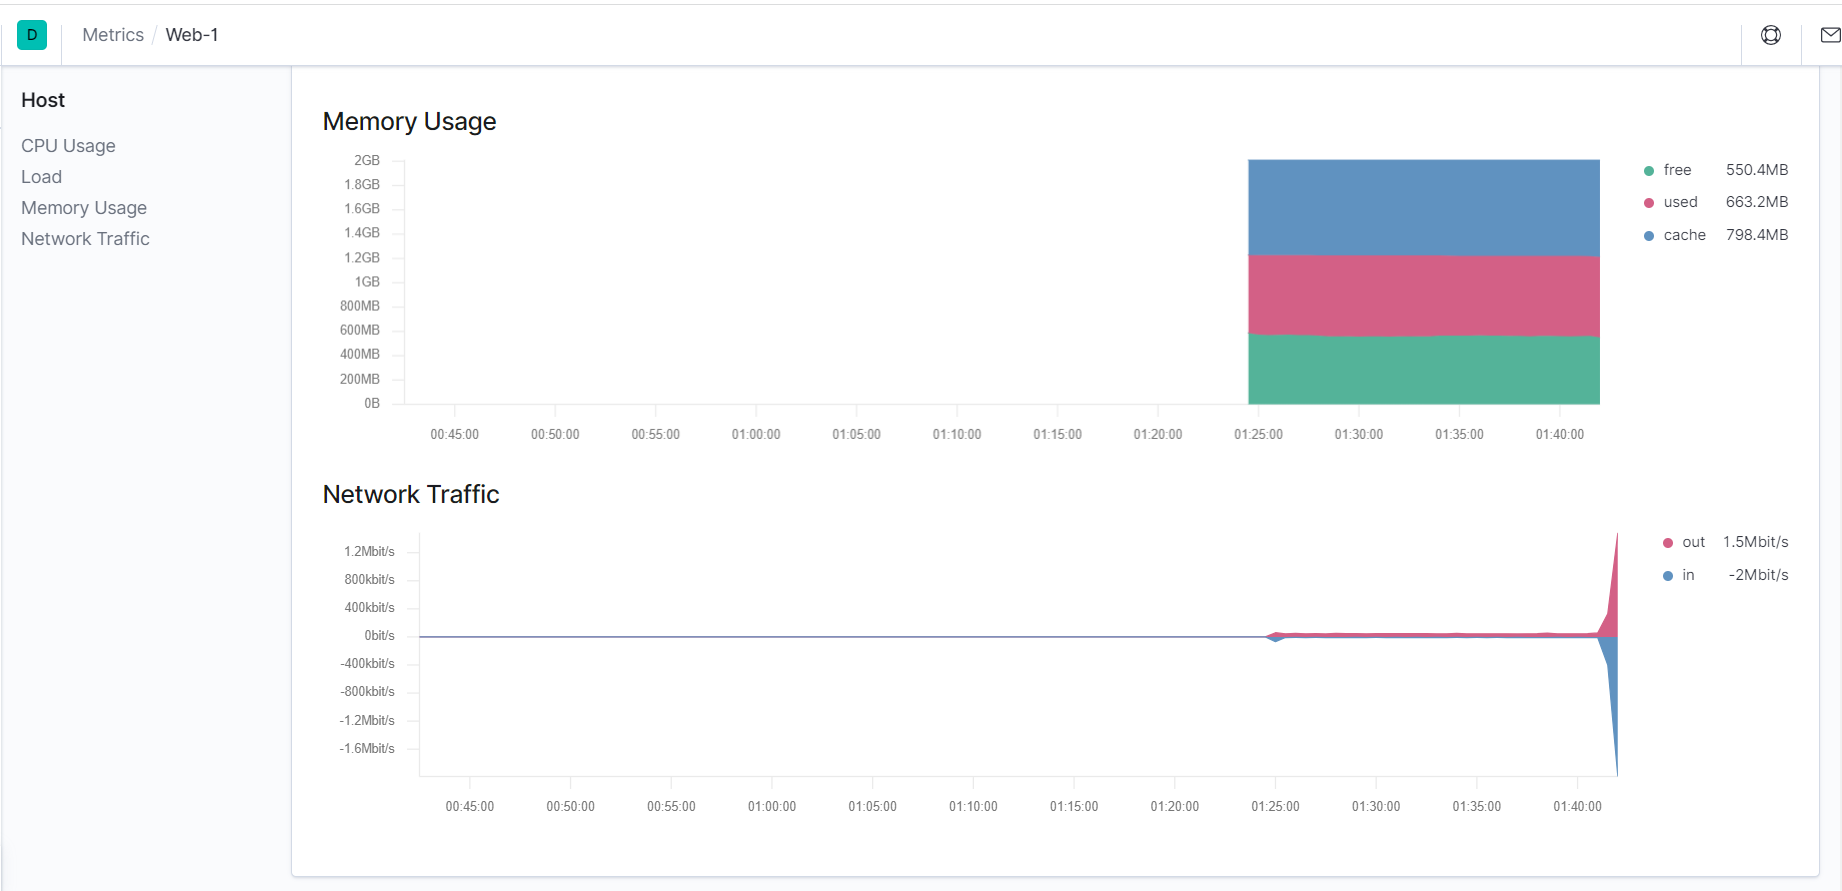 D Metrics / Web-1
Host
CPU Usage
Load
Memory Usage
Network Traffic
Memory Usage
2GB
1.8GB
1.6GB
1.4GB
1.2GB
1GB
800MB
600MB
400MB
200MB
0B
00:45:00 00:50:00 00:55:00 01:00:00 01:05:00 01:10:00 01:15:00 01:20:00 01:25:00 01:30:00 01:35:00 01:40:00
free 550.4MB
used 663.2MB
cache 798.4MB
Network Traffic
1.2Mbit/s
800kbit/s
400kbit/s
0bit/s
-400kbit/s
-800kbit/s
-1.2Mbit/s
-1.6Mbit/s
00:45:00 00:50:00 00:55:00 01:00:00 01:05:00 01:10:00 01:15:00 01:20:00 01:25:00 01:30:00 01:35:00 01:40:00
out 1.5Mbit/s
in -2Mbit/s